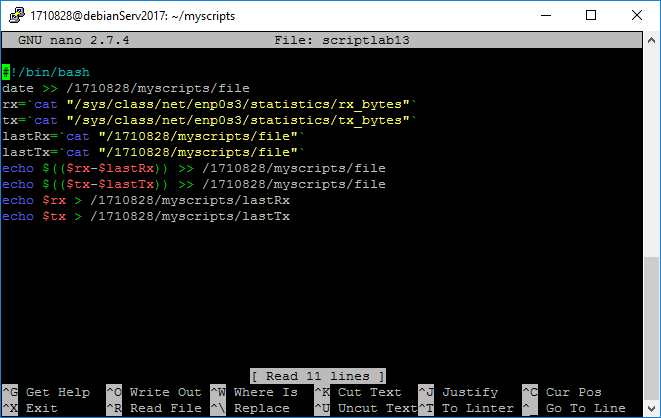 1710828@debianServ2017: ~/myscripts
GNU nano 2.7.4 File: scriptlab13
#!/bin/bash
date >> /1710828/myscripts/file
rx=`cat "/sys/class/net/enp0s3/statistics/rx_bytes"`
tx=`cat "/sys/class/net/enp0s3/statistics/tx_bytes"`
lastRx=`cat "/1710828/myscripts/file"`
lastTx=`cat "/1710828/myscripts/file"`
echo $(($rx-$lastRx)) >> /1710828/myscripts/file
echo $(($tx-$lastTx)) >> /1710828/myscripts/file
echo $rx > /1710828/myscripts/lastRx
echo $tx > /1710828/myscripts/lastTx
[ Read 11 lines ]
^G Get Help ^O Write Out ^W Where Is ^K Cut Text ^J Justify ^C Cur Pos
^X Exit ^R Read File ^\ Replace ^U Uncut Text ^T To Linter ^_ Go To Line